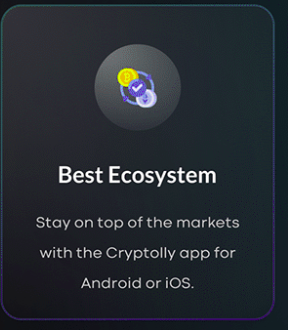 Best Ecosystem
Stay on top of the markets
with the Cryptolly app for
Android or iOS.